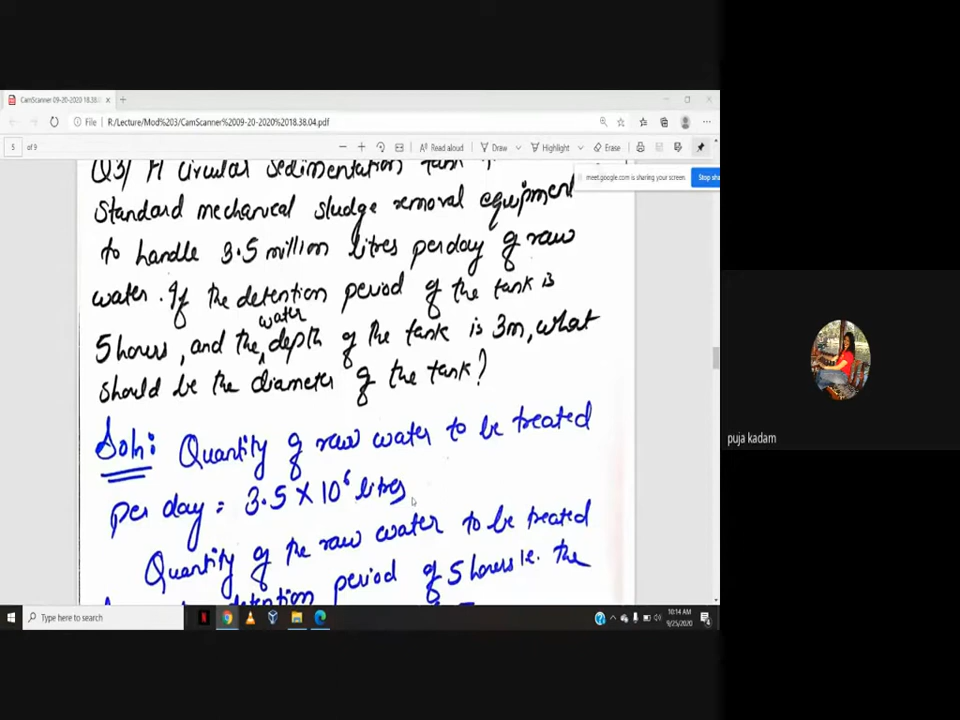 CamScanner 09-20-2020 18.38.0
File R:/Lecture/Mod%203/CamScanner%2009-20-2020%2018.38.04.pdf
5 of 9
Read aloud
Draw
Highlight
Erase
meet.google.com is sharing your screen
Stop sha
Q3/ A circular sedimentation tank
Standard mechanical sludge removal equipment
to handle 3.5 million litres per day of raw
water. If the detention period of the tank is
5 hours, and the water depth of the tank is 3m, what
should be the diameter of the tank?
Soln: Quantity of raw water to be treated
per day = 3.5 X 10⁶ litres
Quantity of the raw water to be treated
detention period of 5 hours i.e. the
puja kadam
Type here to search
10:14 AM
9/25/2020